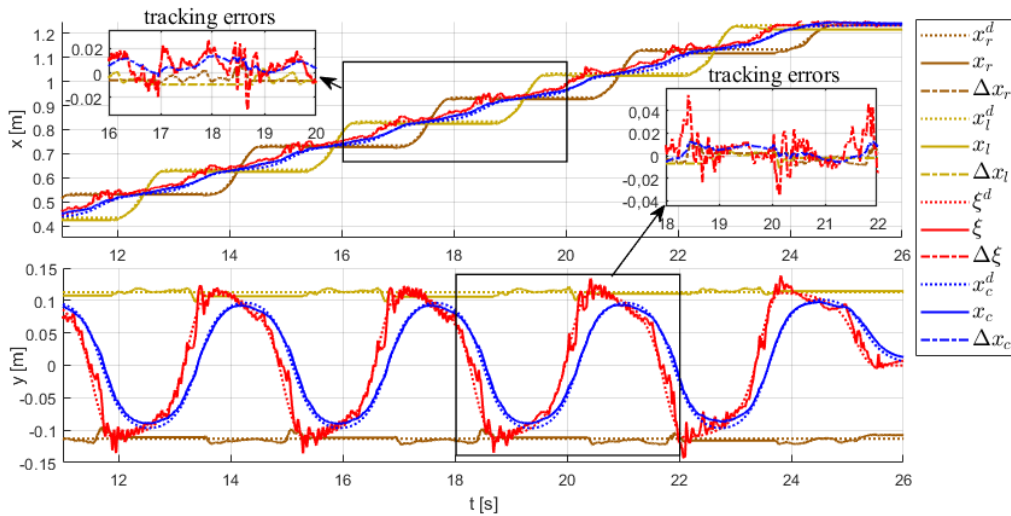 tracking errors
0.02
0
-0.02
16 17 18 19 20
x [m]
1.2
1.1
1
0.9
0.8
0.7
0.6
0.5
0.4
12 14 16 18 20 22 24 26
tracking errors
0.04
0.02
0
-0,02
-0,04
18 19 20 21 22
y [m]
0.15
0.1
0.05
0
-0.05
-0.1
-0.15
12 14 16 18 20 22 24 26
t [s]
x_r^d
x_r
Δx_r
x_l^d
x_l
Δx_l
ξ^d
ξ
Δξ
x_c^d
x_c
Δx_c